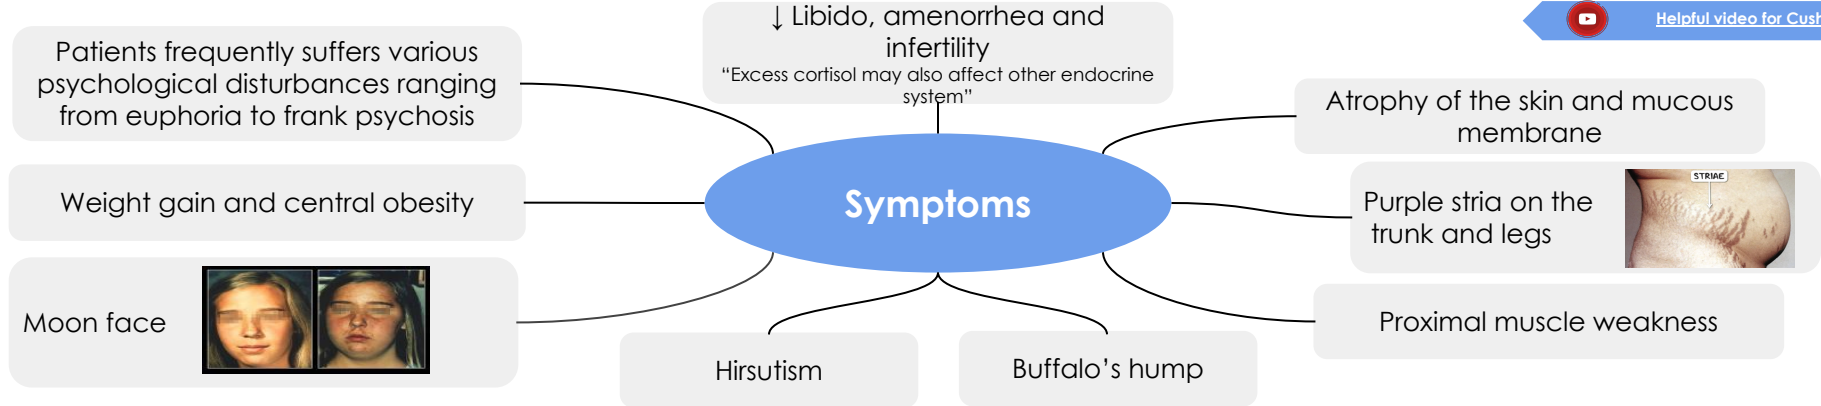 ↓ Libido, amenorrhea and
infertility
“Excess cortisol may also affect other endocrine
system”
Helpful video for Cush
Patients frequently suffers various
psychological disturbances ranging
from euphoria to frank psychosis
Atrophy of the skin and mucous
membrane
Weight gain and central obesity
Symptoms
STRIAE
Purple stria on the
trunk and legs
Moon face
Proximal muscle weakness
Hirsutism
Buffalo’s hump